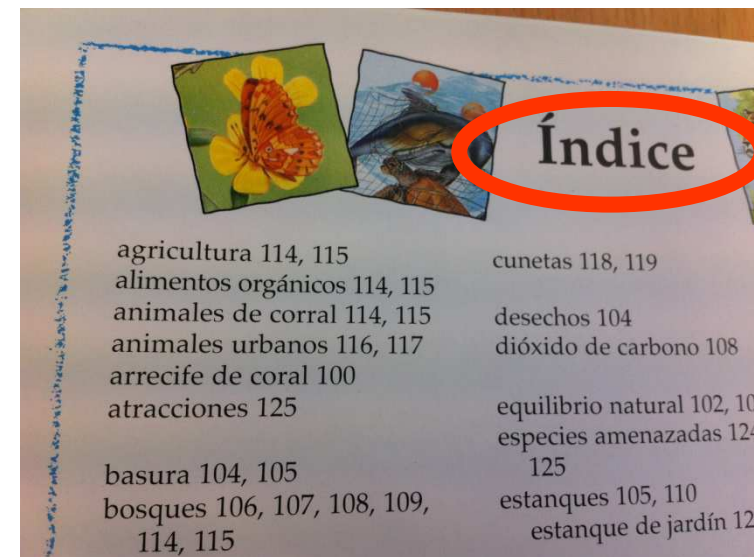 Índice
agricultura 114, 115
alimentos orgánicos 114, 115
animales de corral 114, 115
animales urbanos 116, 117
arrecife de coral 100
atracciones 125
basura 104, 105
bosques 106, 107, 108, 109,
114, 115
cunetas 118, 119
desechos 104
dióxido de carbono 108
equilibrio natural 102,
especies amenazadas
125
estanques 105, 110
estanque de jardín